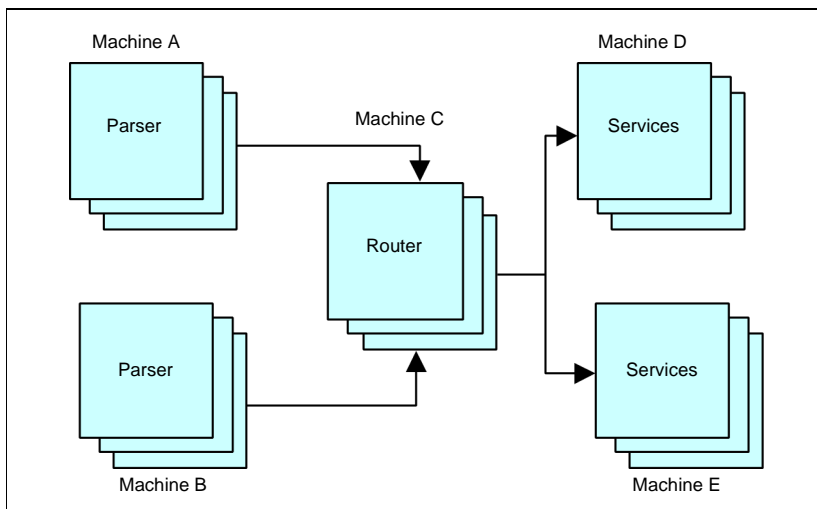 Machine A
Parser
Machine C
Router
Machine D
Services
Parser
Machine B
Services
Machine E